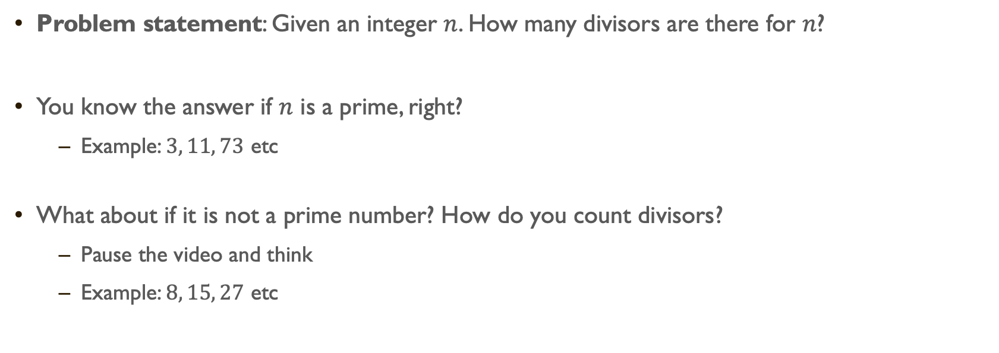 • Problem statement: Given an integer n. How many divisors are there for n?
• You know the answer if n is a prime, right?
– Example: 3, 11, 73 etc
• What about if it is not a prime number? How do you count divisors?
– Pause the video and think
– Example: 8, 15, 27 etc